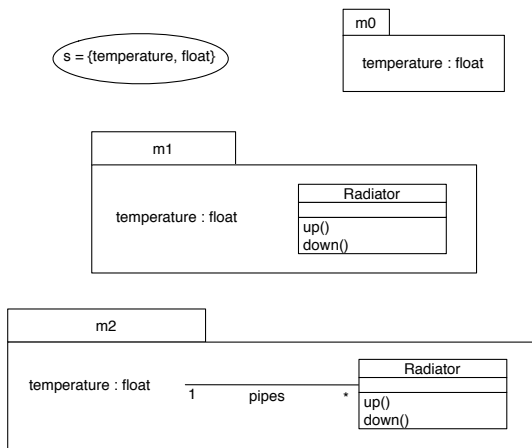 s = {temperature, float}
m0
temperature : float
m1
temperature : float
Radiator
up()
down()
m2
temperature : float
1 pipes *
Radiator
up()
down()